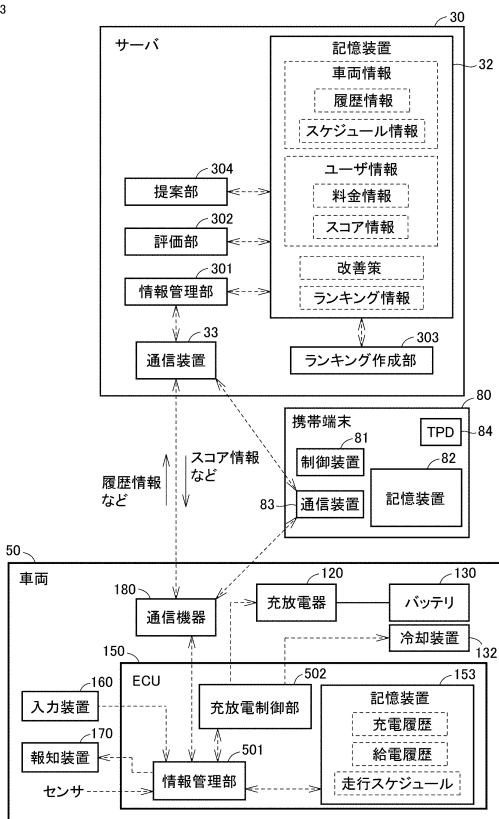 3
30
サーバ
記憶装置
32
車両情報
履歴情報
スケジュール情報
ユーザ情報
料金情報
スコア情報
改善策
ランキング情報
304
提案部
302
評価部
301
情報管理部
33
通信装置
303
ランキング作成部
80
携帯端末
TPD
84
81
制御装置
82
記憶装置
83
通信装置
履歴情報
など
スコア情報
など
50
車両
180
通信機器
120
充放電器
130
バッテリ
冷却装置
132
150
ECU
160
入力装置
170
報知装置
センサ
502
充放電制御部
501
情報管理部
153
記憶装置
充電履歴
給電履歴
走行スケジュール